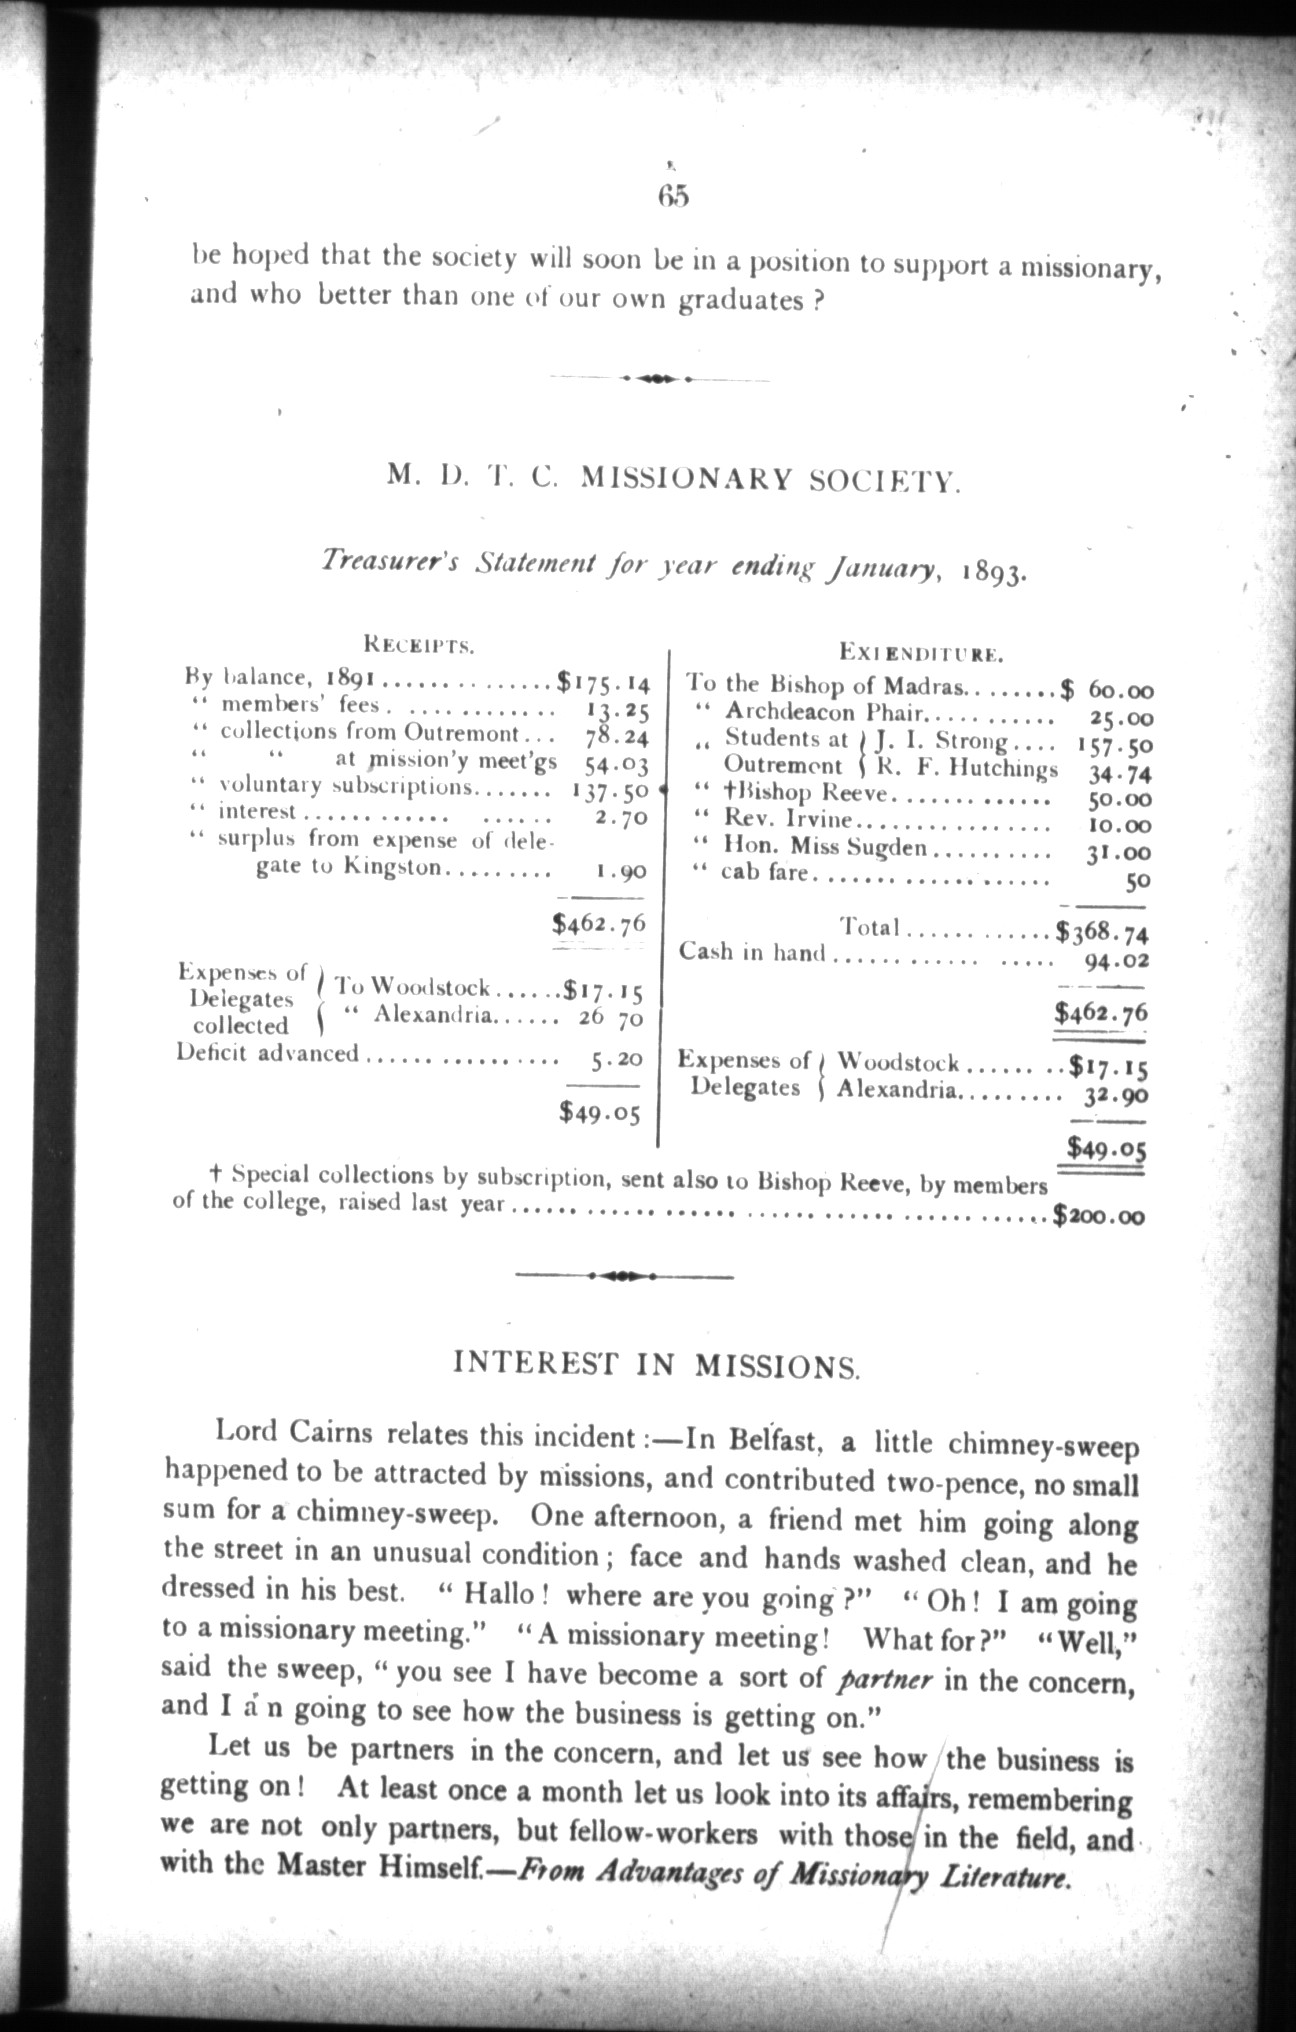 65
be hoped that the society will soon be in a position to support a missionary,
and who better than one of our own graduates ?
M. D. T. C. MISSIONARY SOCIETY.
Treasurer's Statement for year ending January, 1893.
RECEIPTS.
By balance, 1891............... $175.14
“ members' fees. ............ 13.25
“ collections from Outremont... 78.24
“ “ at mission'y meet'gs 54.03
“ voluntary subscriptions....... 137.50
“ interest............ ...... 2.70
“ surplus from expense of dele-
gate to Kingston......... 1.90
$462.76
Expenses of
Delegates
collected
To Woodstock......$17.15
“ Alexandria...... 26 70
Deficit advanced................. 5.20
$49.05
EXPENDITURE.
To the Bishop of Madras........$ 60.00
“ Archdeacon Phair........... 25.00
„ Students at { J. I. Strong.... 157.50
Outremont { R. F. Hutchings 34.74
“ †Bishop Reeve............. 50.00
“ Rev. Irvine................ 10.00
“ Hon. Miss Sugden.......... 31.00
“ cab fare................... 50
Total............$368.74
Cash in hand............ ..... 94.02
$462.76
Expenses of { Woodstock...... ..$17.15
Delegates { Alexandria......... 32.90
$49.05
† Special collections by subscription, sent also to Bishop Reeve, by members
of the college, raised last year......................................$200.00
INTEREST IN MISSIONS.
Lord Cairns relates this incident :—In Belfast, a little chimney-sweep
happened to be attracted by missions, and contributed two-pence, no small
sum for a chimney-sweep. One afternoon, a friend met him going along
the street in an unusual condition ; face and hands washed clean, and he
dressed in his best. “ Hallo ! where are you going ?” “ Oh ! I am going
to a missionary meeting.” “ A missionary meeting! What for?” “ Well,”
said the sweep, “ you see I have become a sort of partner in the concern,
and I a'n going to see how the business is getting on.”
Let us be partners in the concern, and let us see how the business is
getting on ! At least once a month let us look into its affairs, remembering
we are not only partners, but fellow-workers with those in the field, and
with the Master Himself.—From Advantages of Missionary Literature.